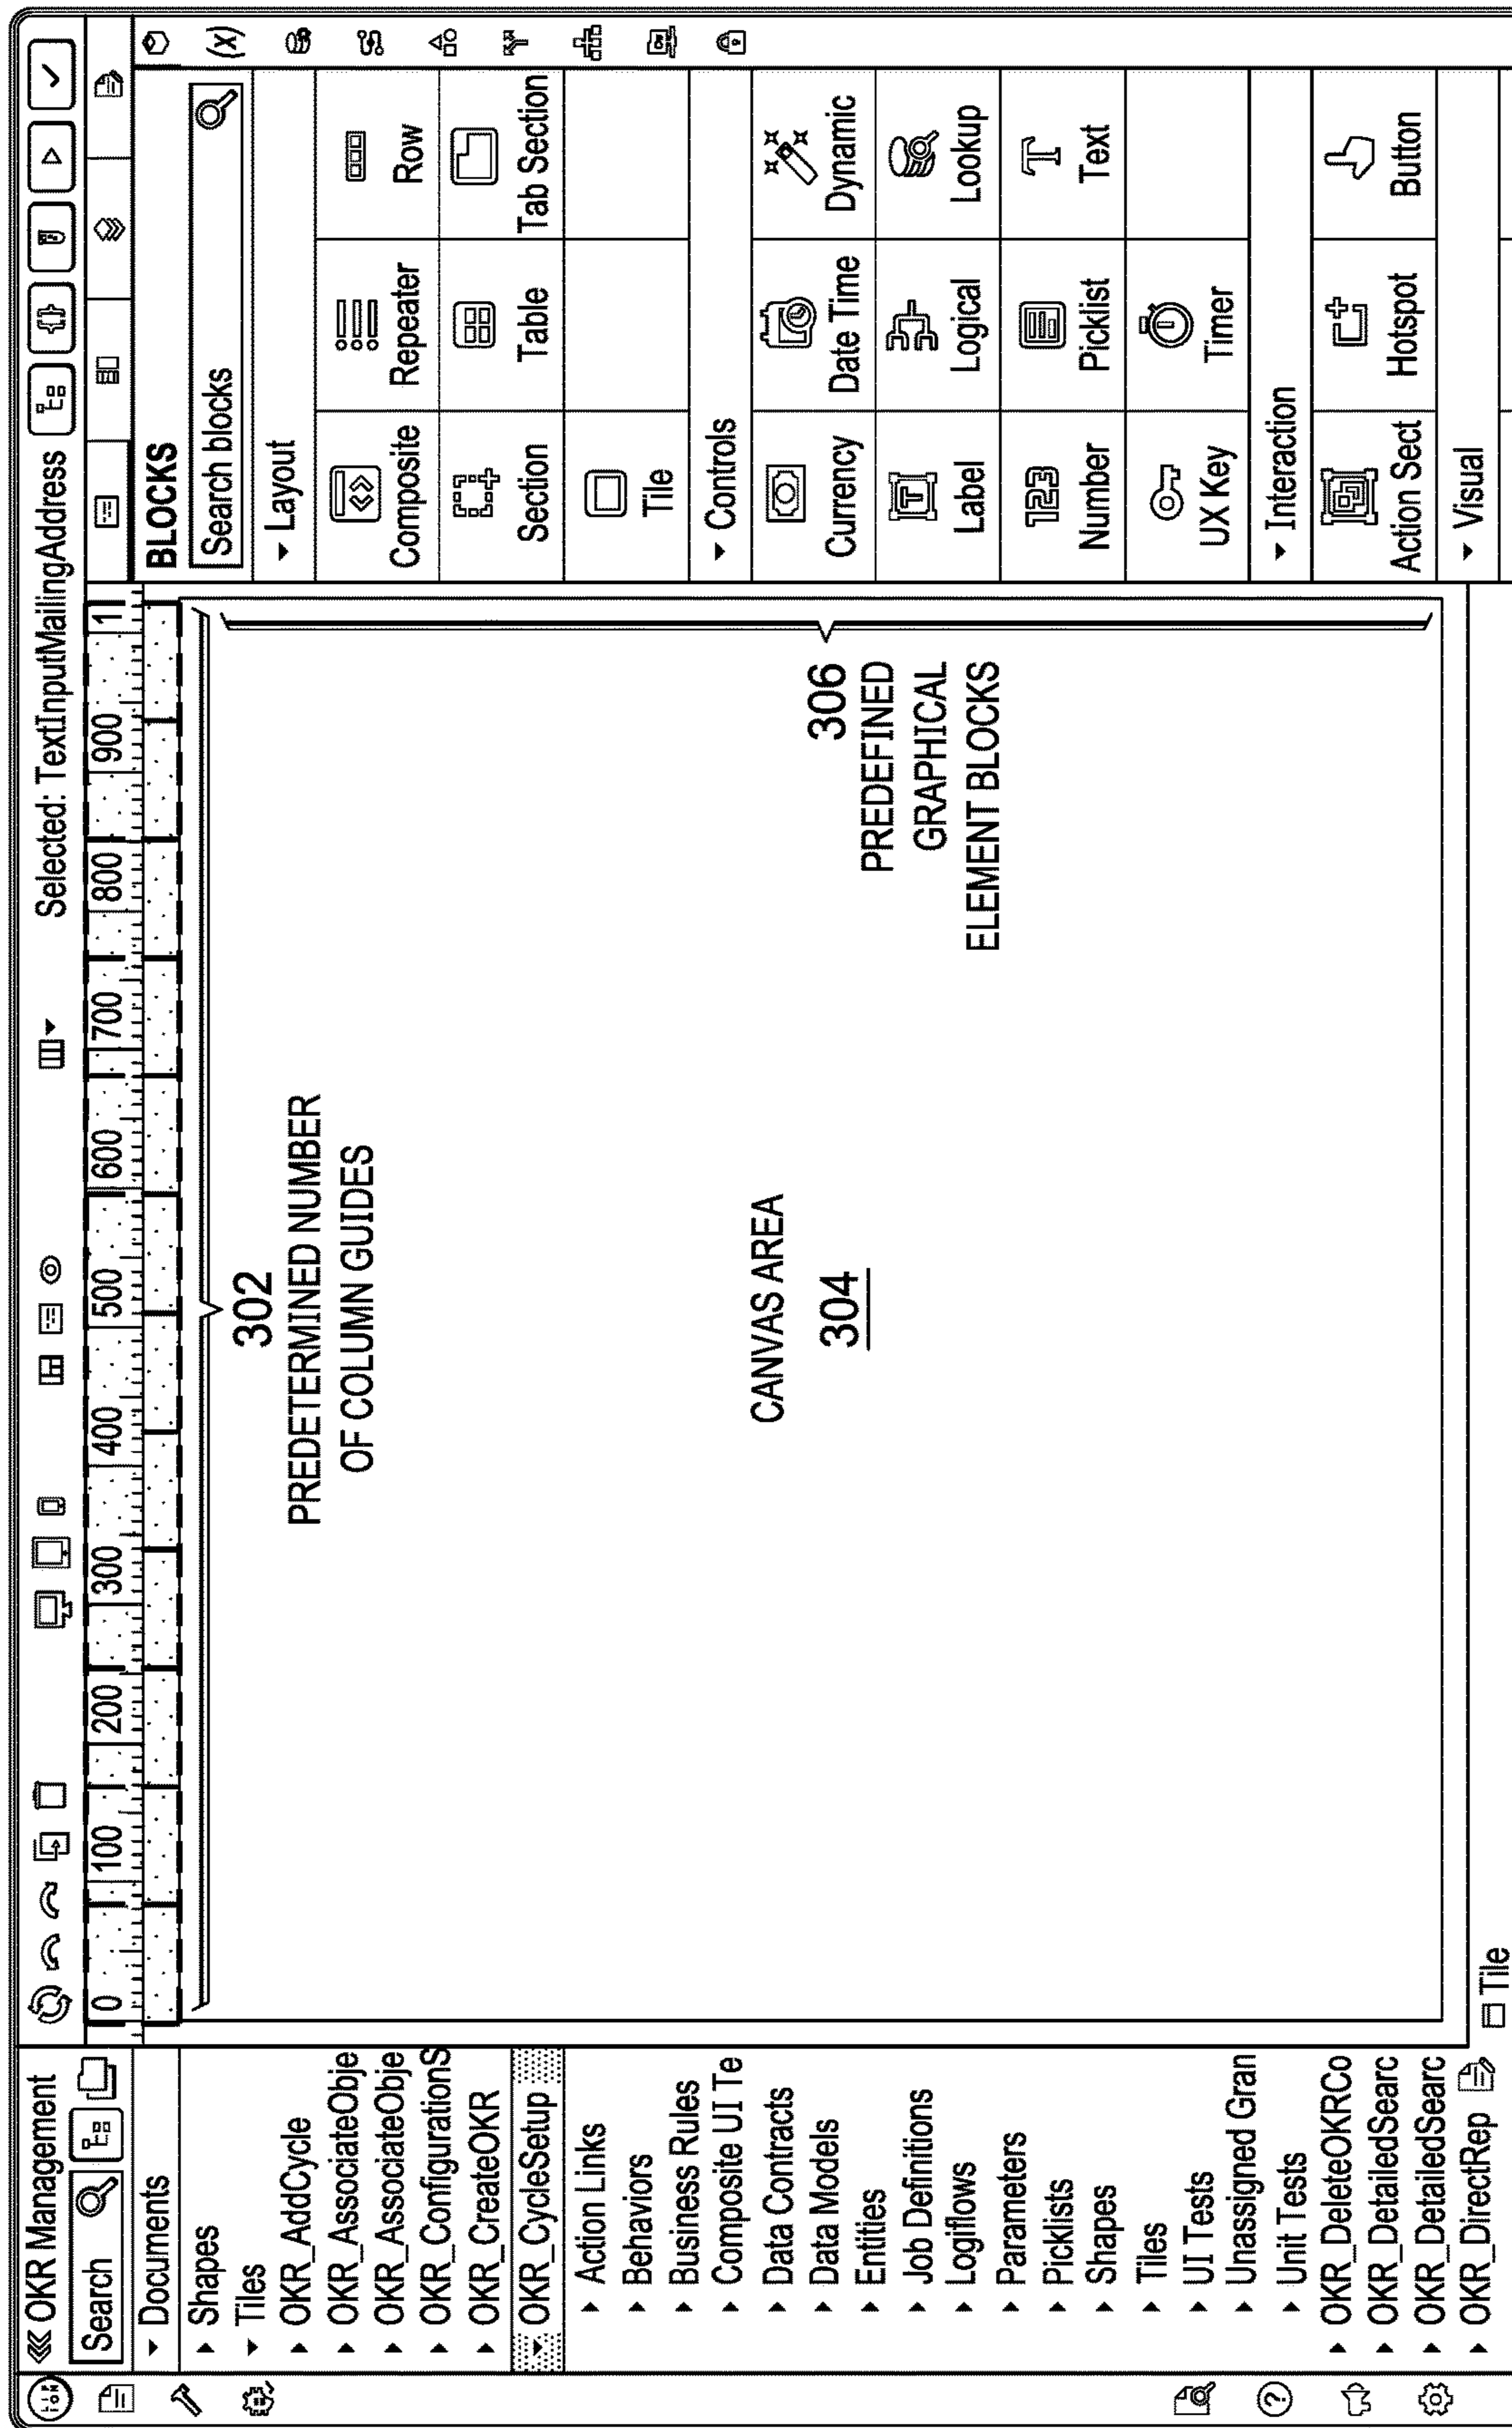 OKR Management
Selected: TextInputMailingAddress
Search
Documents
Shapes
Tiles
OKR_AddCycle
OKR_AssociateObje
OKR_AssociateObje
OKR_ConfigurationS
OKR_CreateOKR
OKR_CycleSetup
Action Links
Behaviors
Business Rules
Composite UI Te
Data Contracts
Data Models
Entities
Job Definitions
Logiflows
Parameters
Picklists
Shapes
Tiles
UI Tests
Unassigned Gran
Unit Tests
OKR_DeleteOKRCo
OKR_DetailedSearc
OKR_DetailedSearc
OKR_DirectRep
0 100 200 300 400 500 600 700 800 900 11
302
PREDETERMINED NUMBER
OF COLUMN GUIDES
CANVAS AREA
304
306
PREDEFINED
GRAPHICAL
ELEMENT BLOCKS
Tile
BLOCKS
Search blocks
Layout
Composite Repeater Row
Section Table Tab Section
Tile
Controls
Currency Date Time Dynamic
Label Logical Lookup
123
Number Picklist Text
UX Key Timer
Interaction
Action Sect Hotspot Button
Visual
(x)